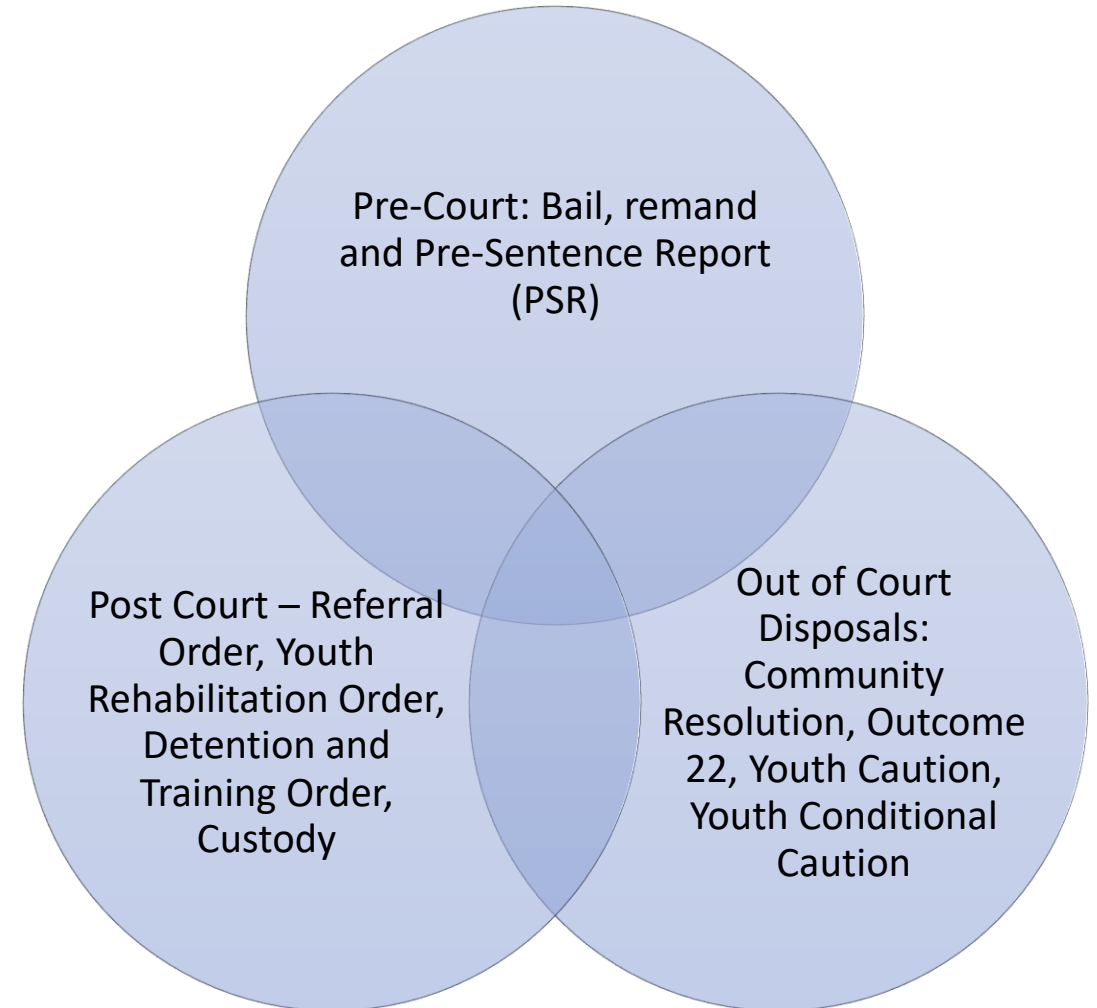 Pre-Court: Bail, remand
and Pre-Sentence Report
(PSR)
Post Court – Referral
Order, Youth
Rehabilitation Order,
Detention and
Training Order,
Custody
Out of Court
Disposals:
Community
Resolution, Outcome
22, Youth Caution,
Youth Conditional
Caution